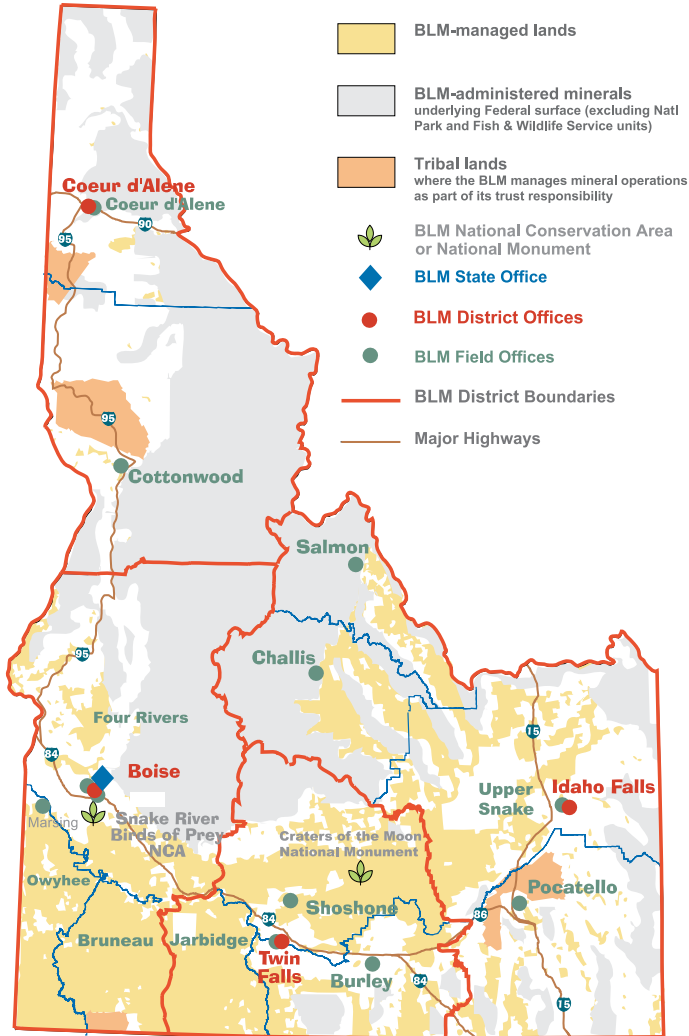 BLM-managed lands
BLM-administered minerals
underlying Federal surface (excluding Natl
Park and Fish & Wildlife Service units)
Tribal lands
where the BLM manages mineral operations
as part of its trust responsibility
BLM National Conservation Area
or National Monument
BLM State Office
BLM District Offices
BLM Field Offices
BLM District Boundaries
Major Highways
Coeur d'Alene
Coeur d'Alene
90
95
95
Cottonwood
Salmon
Challis
95
Four Rivers
84
Boise
Marsing
Snake River
Birds of Prey
NCA
15
Upper
Snake
Idaho Falls
Craters of the Moon
National Monument
Owyhee
Pocatello
Shoshone
86
84
Bruneau
Jarbidge
Twin
Falls
Burley
84
15